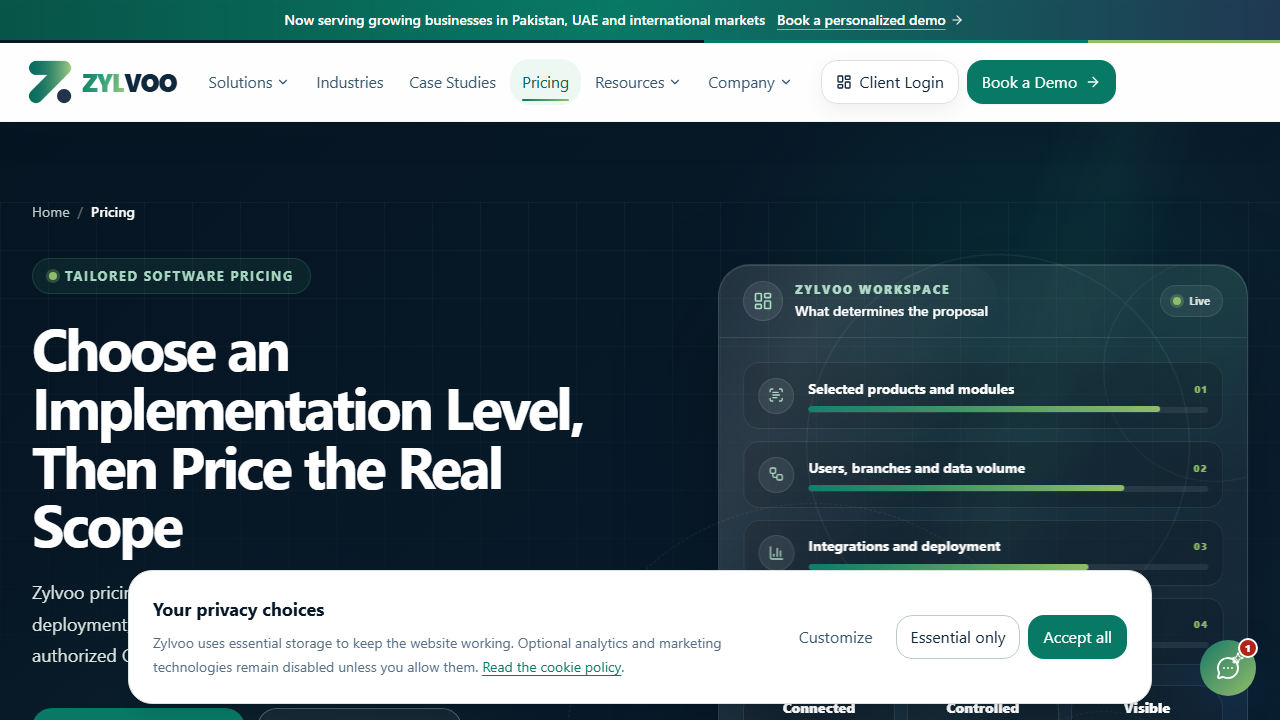 Now serving growing businesses in Pakistan, UAE and international markets Book a personalized demo →
ZYLVOO
Solutions
Industries
Case Studies
Pricing
Resources
Company
Client Login
Book a Demo →
Home / Pricing
TAILORED SOFTWARE PRICING
Choose an
Implementation Level,
Then Price the Real
Scope
Zylvoo
deployment
authorized
ZYLVOO WORKSPACE
What determines the proposal
Live
Selected products and modules
01
Users, branches and data volume
02
Integrations and deployment
03
04
Connected
Controlled
Visible
Your privacy choices
Zylvoo uses essential storage to keep the website working. Optional analytics and marketing
technologies remain disabled unless you allow them. Read the cookie policy.
Customize
Essential only
Accept all
1